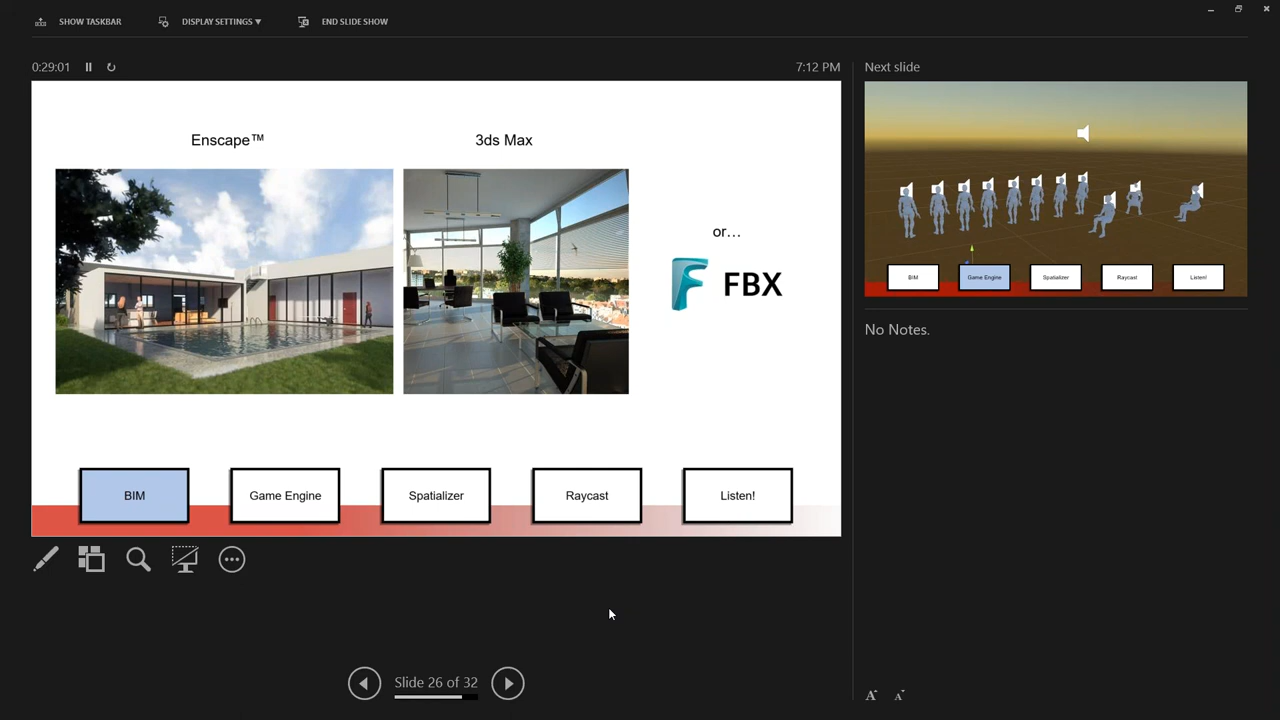 SHOW TASKBAR
DISPLAY SETTINGS ▼
END SLIDE SHOW
0:29:01
7:12 PM
Next slide
Enscape™
3ds Max
or…
FBX
BIM
Game Engine
Spatializer
Raycast
Listen!
BIM
Game Engine
Spatializer
Raycast
Listen!
No Notes.
Slide 26 of 32
A
A